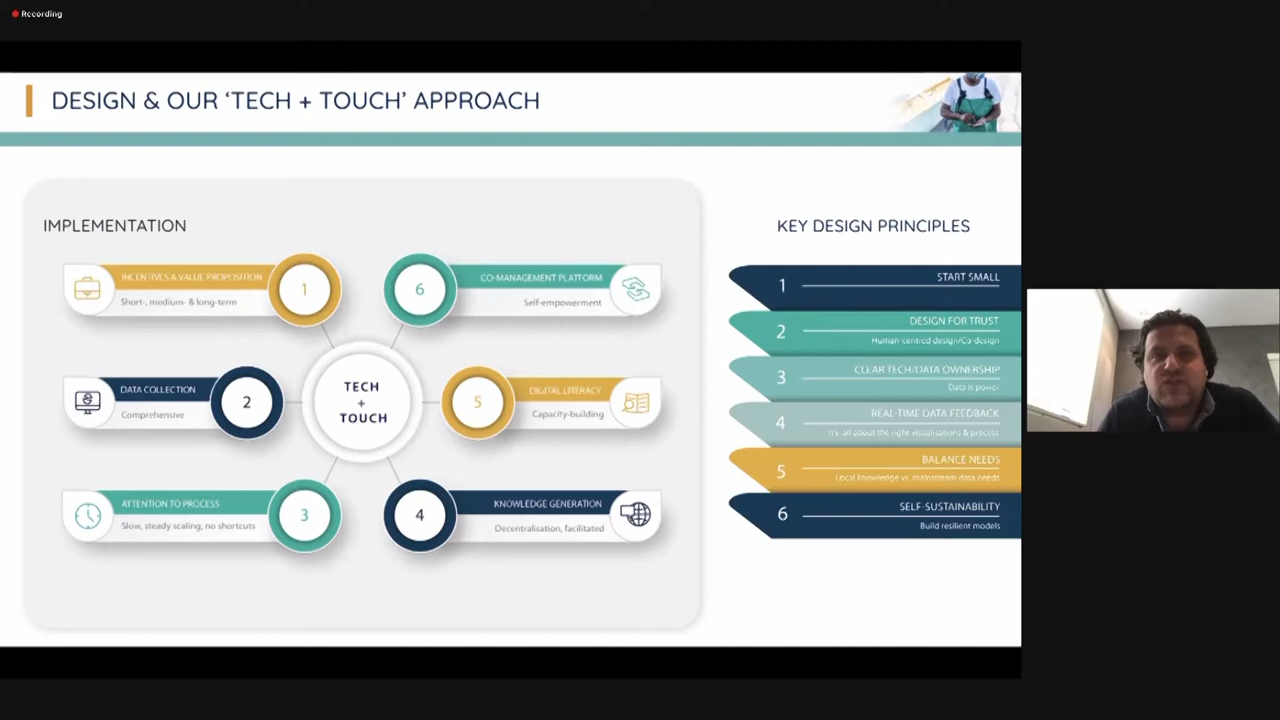 Recording
DESIGN & OUR ‘TECH + TOUCH’ APPROACH
IMPLEMENTATION
INCENTIVES & VALUE PROPOSITION
Short-, medium- & long-term
1
DATA COLLECTION
Comprehensive
2
ATTENTION TO PROCESS
Slow, steady scaling, no shortcuts
3
TECH
+
TOUCH
6
CO-MANAGEMENT PLATFORM
Self-empowerment
5
DIGITAL LITERACY
Capacity-building
4
KNOWLEDGE GENERATION
Decentralisation, facilitated
KEY DESIGN PRINCIPLES
1
START SMALL
2
DESIGN FOR TRUST
Human centred design/Co-design
3
CLEAR TECH/DATA OWNERSHIP
Data is power
4
REAL-TIME DATA FEEDBACK
It's all about the right visualisations & process
5
BALANCE NEEDS
Local knowledge vs. mainstream data needs
6
SELF-SUSTAINABILITY
Build resilient models